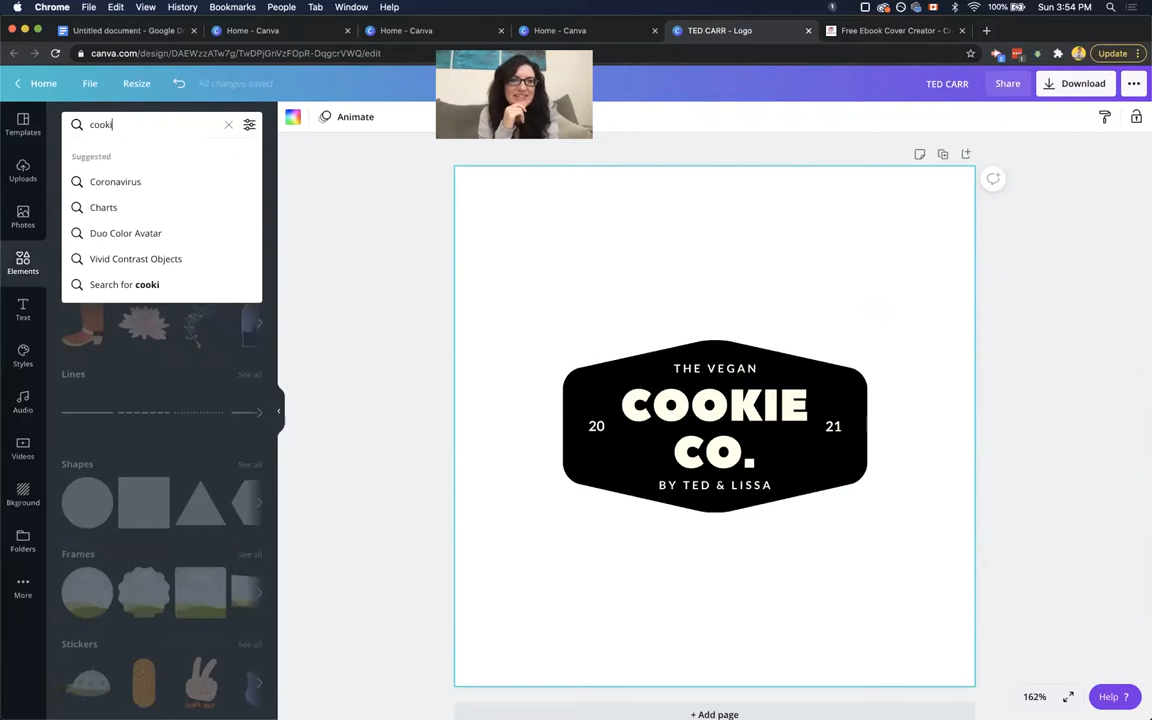 Chrome File Edit View History Bookmarks People Tab Window Help
100% Sun 3:54 PM
Untitled document - Google D
Home - Canva
Home - Canva
Home - Canva
TED CARR - Logo
Free Ebook Cover Creator - C
canva.com/design/DAEWzzATw7g/TwDPjGnVzFOpR-DqgcrVWQ/edit
Update
Home File Resize All changes saved
TED CARR Share Download
Templates
Uploads
Photos
Elements
Text
Styles
Audio
Videos
Bkground
Folders
More
cooki
Suggested
Coronavirus
Charts
Duo Color Avatar
Vivid Contrast Objects
Search for cooki
Lines See all
Shapes See all
Frames See all
Stickers See all
Animate
THE VEGAN
COOKIE
20 21
CO.
BY TED & LISSA
+ Add page
162%
Help ?